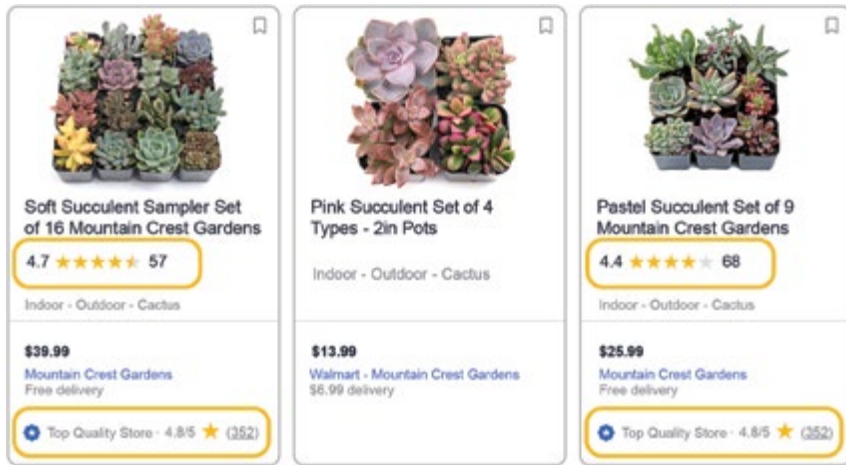 Soft Succulent Sampler Set
of 16 Mountain Crest Gardens
4.7 57
Indoor - Outdoor - Cactus
$39.99
Mountain Crest Gardens
Free delivery
Top Quality Store · 4.8/5 (352)
Pink Succulent Set of 4
Types - 2in Pots
Indoor - Outdoor - Cactus
$13.99
Walmart - Mountain Crest Gardens
$6.99 delivery
Pastel Succulent Set of 9
Mountain Crest Gardens
4.4 68
Indoor - Outdoor - Cactus
$25.99
Mountain Crest Gardens
Free delivery
Top Quality Store · 4.8/5 (352)